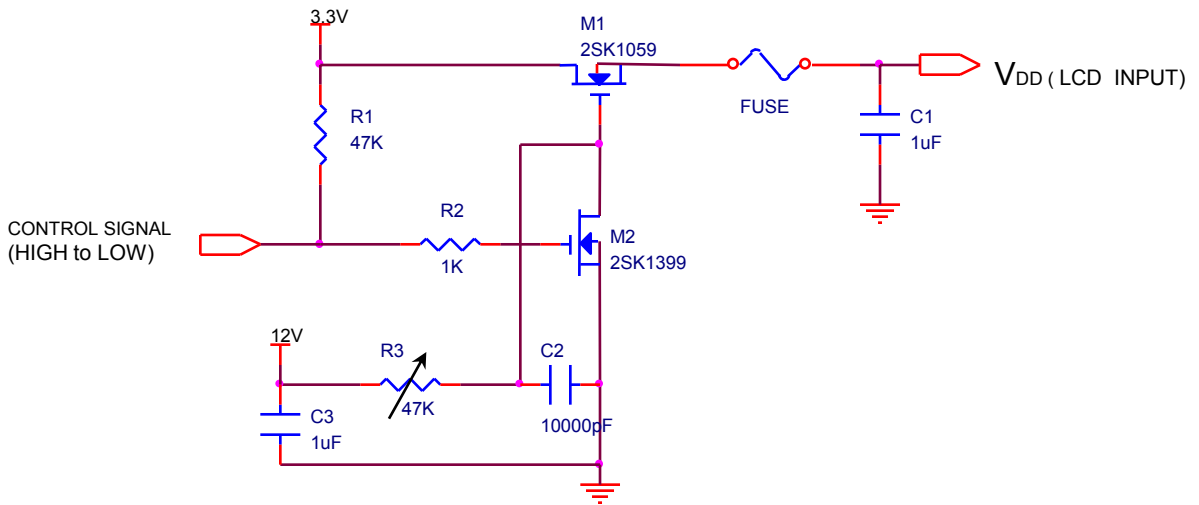 3.3V
M1
2SK1059
R1
47K
FUSE
C1
1uF
VDD ( LCD INPUT)
CONTROL SIGNAL
(HIGH to LOW)
R2
1K
M2
2SK1399
12V
R3
47K
C2
10000pF
C3
1uF